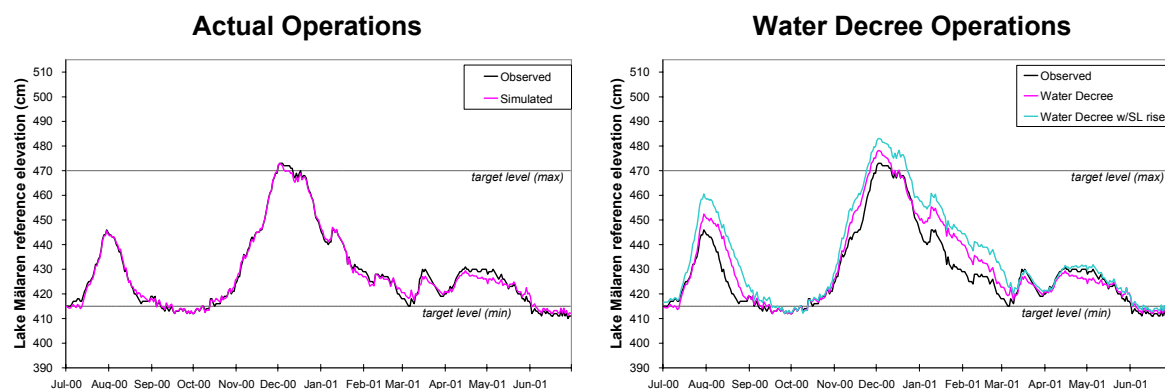 Actual Operations
Lake Mälaren reference elevation (cm)
510
500
490
480
470
460
450
440
430
420
410
400
390
Observed
Simulated
target level (max)
target level (min)
Jul-00 Aug-00 Sep-00 Oct-00 Nov-00 Dec-00 Jan-01 Feb-01 Mar-01 Apr-01 May-01 Jun-01
Water Decree Operations
Lake Mälaren reference elevation (cm)
510
500
490
480
470
460
450
440
430
420
410
400
390
Observed
Water Decree
Water Decree w/SL rise
target level (max)
target level (min)
Jul-00 Aug-00 Sep-00 Oct-00 Nov-00 Dec-00 Jan-01 Feb-01 Mar-01 Apr-01 May-01 Jun-01